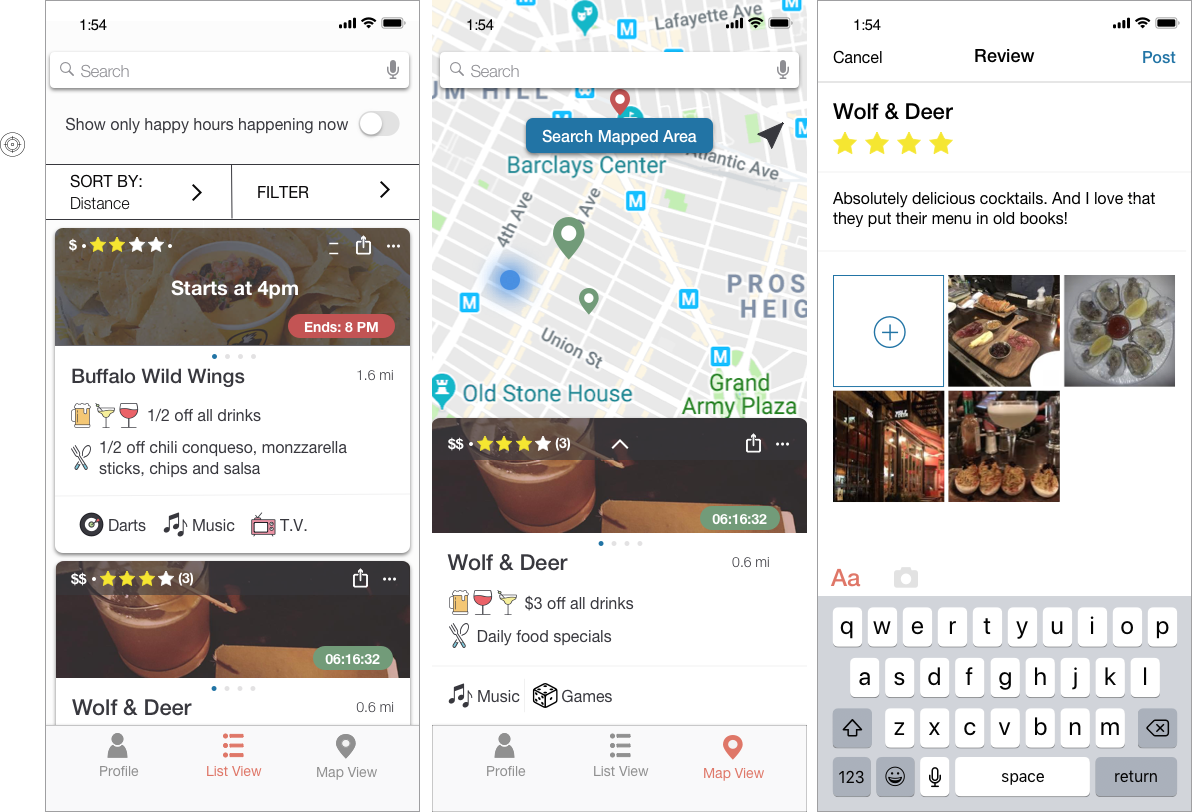 1:54
Search
Show only happy hours happening now
SORT BY:
Distance
FILTER
$ • •
Starts at 4pm
Ends: 8 PM
Buffalo Wild Wings
1.6 mi
1/2 off all drinks
1/2 off chili conqueso, monzzarella
sticks, chips and salsa
Darts
Music
T.V.
$$ • (3)
06:16:32
Wolf & Deer
0.6 mi
Profile
List View
Map View
1:54
Lafayette Ave
M
M
Search
UM HILL
M
Search Mapped Area
Atlantic Ave
Barclays Center
M
4th Ave
Ave
M
M
PROS
HEIG
Union St
M
Old Stone House
Grand
Army Plaza
$$ • (3)
06:16:32
Wolf & Deer
0.6 mi
$3 off all drinks
Daily food specials
Music
Games
Profile
List View
Map View
1:54
Cancel
Review
Post
Wolf & Deer
Absolutely delicious cocktails. And I love that
they put their menu in old books!
Aa
q w e r t y u i o p
a s d f g h j k l
z x c v b n m
123
space
return